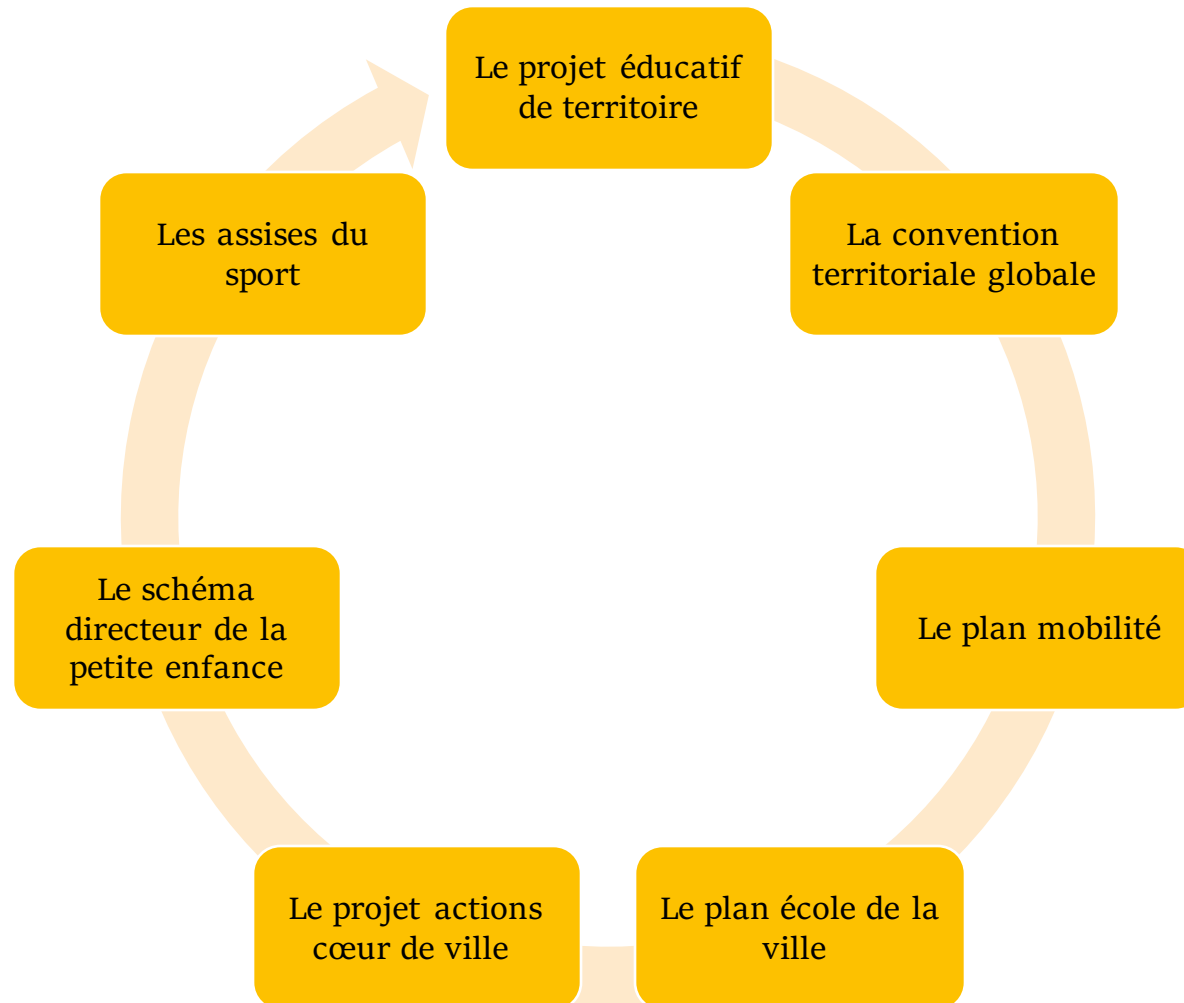 Le projet éducatif
de territoire
La convention
territoriale globale
Le plan mobilité
Le plan école de la
ville
Le projet actions
cœur de ville
Le schéma
directeur de la
petite enfance
Les assises du
sport